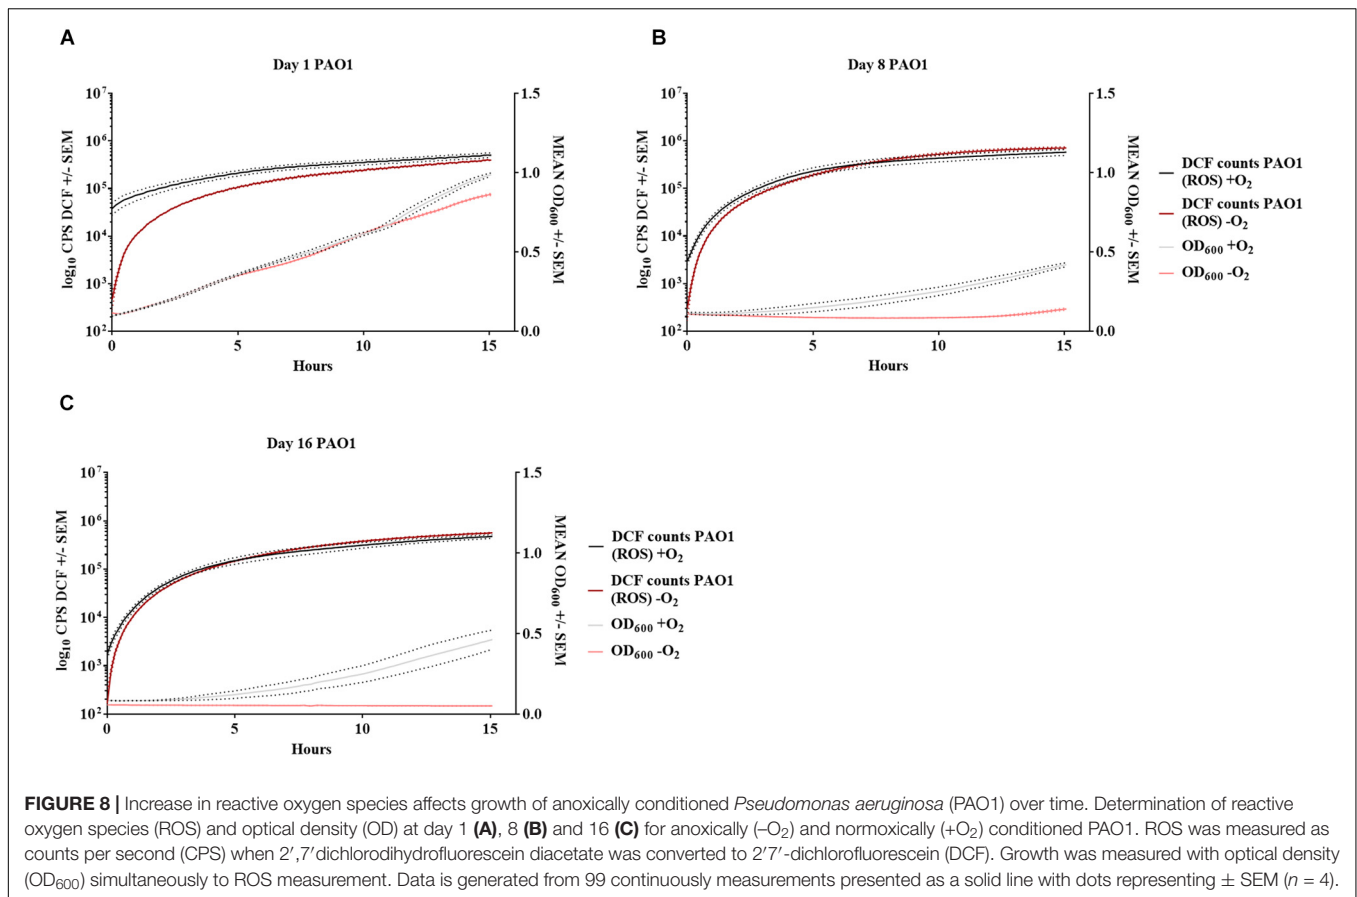 A
Day 1 PAO1
10⁷
10⁶
10⁵
10⁴
10³
10²
log₁₀ CPS DCF +/- SEM
1.5
1.0
0.5
0.0
MEAN OD₆₀₀ +/- SEM
0 5 10 15
Hours
B
Day 8 PAO1
10⁷
10⁶
10⁵
10⁴
10³
10²
log₁₀ CPS DCF +/- SEM
1.5
1.0
0.5
0.0
MEAN OD₆₀₀ +/- SEM
0 5 10 15
Hours
DCF counts PAO1
(ROS) +O₂
DCF counts PAO1
(ROS) -O₂
OD₆₀₀ +O₂
OD₆₀₀ -O₂
C
Day 16 PAO1
10⁷
10⁶
10⁵
10⁴
10³
10²
log₁₀ CPS DCF +/- SEM
1.5
1.0
0.5
0.0
MEAN OD₆₀₀ +/- SEM
0 5 10 15
Hours
DCF counts PAO1
(ROS) +O₂
DCF counts PAO1
(ROS) -O₂
OD₆₀₀ +O₂
OD₆₀₀ -O₂
FIGURE 8 | Increase in reactive oxygen species affects growth of anoxically conditioned Pseudomonas aeruginosa (PAO1) over time. Determination of reactive
oxygen species (ROS) and optical density (OD) at day 1 (A), 8 (B) and 16 (C) for anoxically (–O₂) and normoxically (+O₂) conditioned PAO1. ROS was measured as
counts per second (CPS) when 2′,7′dichlorodihydrofluorescein diacetate was converted to 2′7′-dichlorofluorescein (DCF). Growth was measured with optical density
(OD₆₀₀) simultaneously to ROS measurement. Data is generated from 99 continuously measurements presented as a solid line with dots representing ± SEM (n = 4).